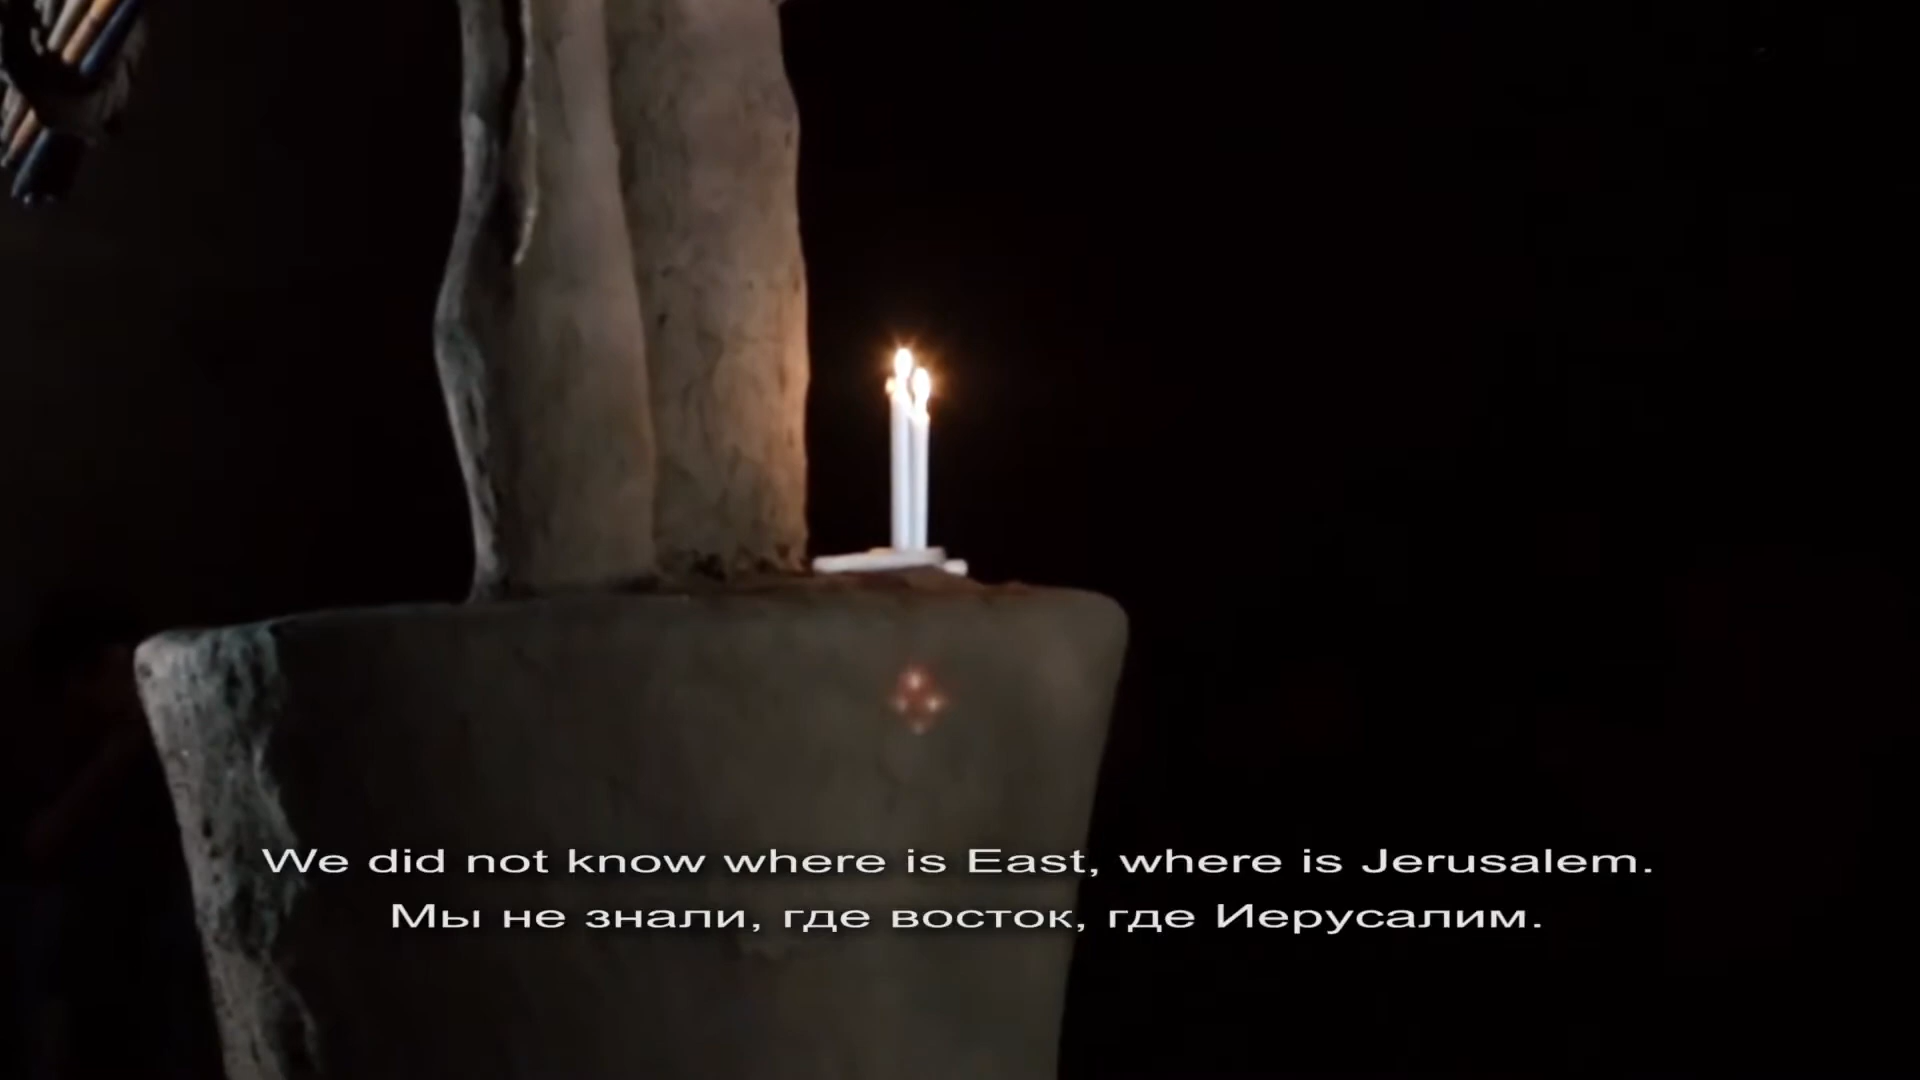 We did not know where is East, where is Jerusalem.
Мы не знали, где восток, где Иерусалим.